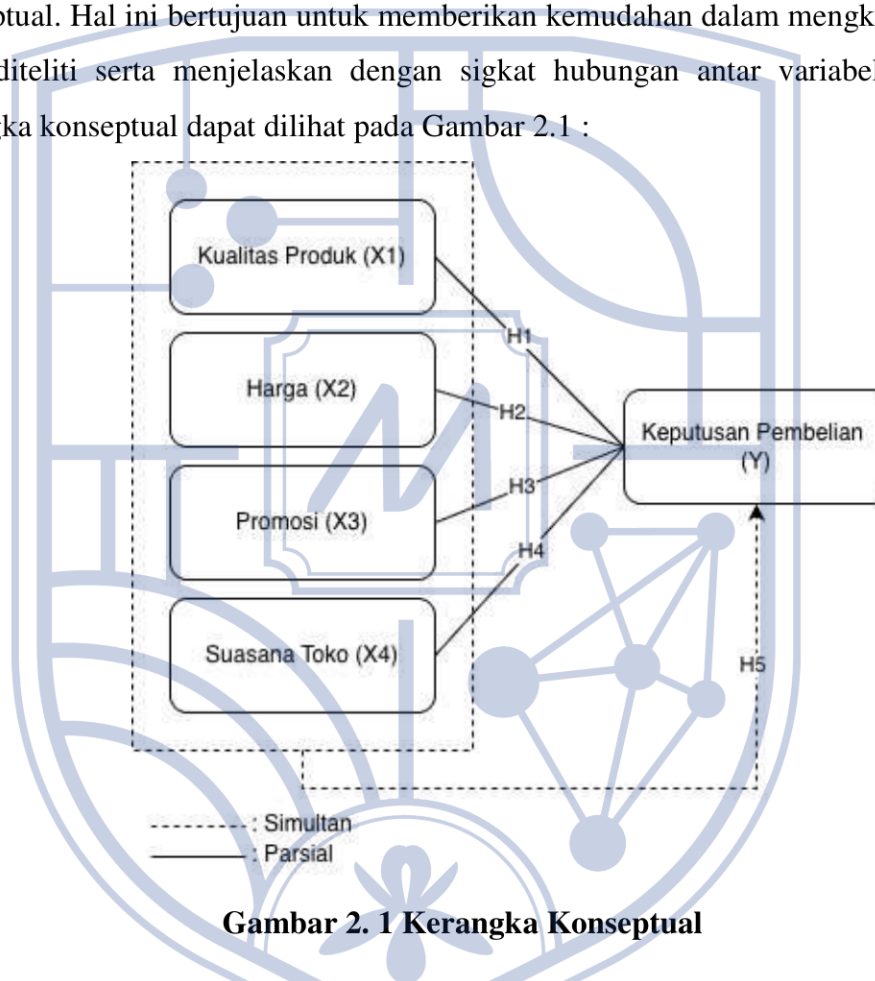 ptual. Hal ini bertujuan untuk memberikan kemudahan dalam mengk
diteliti serta menjelaskan dengan sigkat hubungan antar variabel
gka konseptual dapat dilihat pada Gambar 2.1 :
Kualitas Produk (X1)
H1
Harga (X2)
H2
Keputusan Pembelian
(Y)
H3
Promosi (X3)
H4
Suasana Toko (X4)
H5
: Simultan
: Parsial
Gambar 2. 1 Kerangka Konseptual